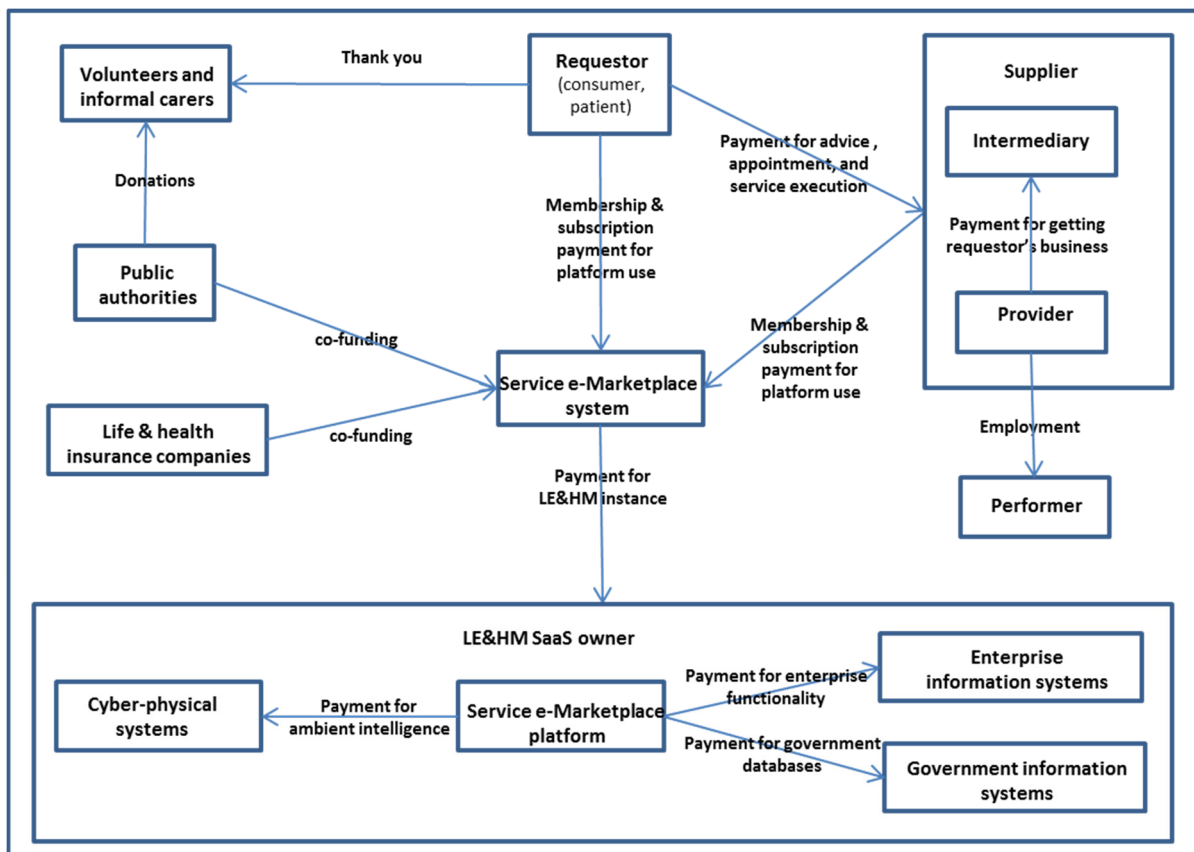 Thank you
Volunteers and
informal carers
Requestor
(consumer,
patient)
Supplier
Intermediary
Payment for advice ,
appointment, and
service execution
Donations
Membership &
subscription
payment for
platform use
Payment for getting
requestor's business
Public
authorities
Provider
co-funding
Membership &
subscription
payment for
platform use
Service e-Marketplace
system
Life & health
insurance companies
co-funding
Employment
Payment for
LE&HM instance
Performer
LE&HM SaaS owner
Cyber-physical
systems
Payment for
ambient intelligence
Service e-Marketplace
platform
Payment for enterprise
functionality
Enterprise
information systems
Payment for government
databases
Government information
systems